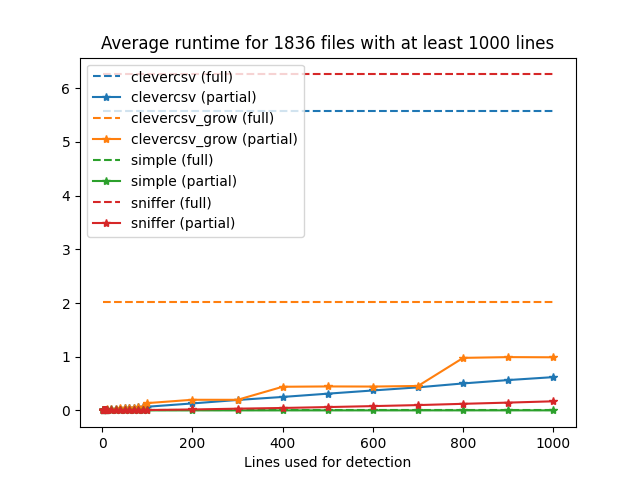 Average runtime for 1836 files with at least 1000 lines
clevercsv (full)
clevercsv (partial)
clevercsv_grow (full)
clevercsv_grow (partial)
simple (full)
simple (partial)
sniffer (full)
sniffer (partial)
6
5
4
3
2
1
0
0 200 400 600 800 1000
Lines used for detection